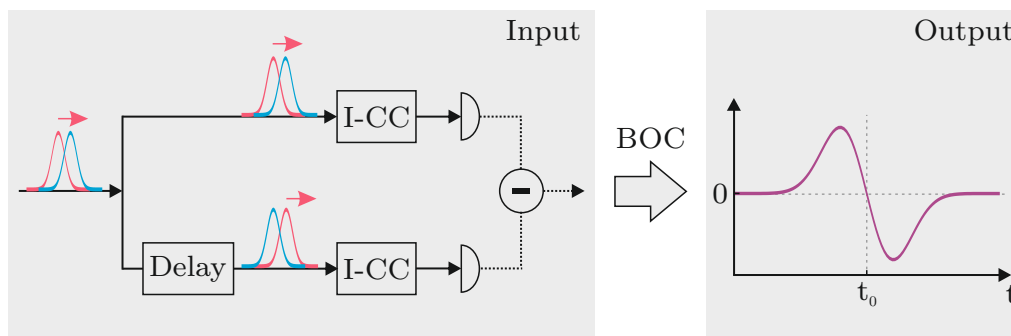 Input
I-CC
Delay
I-CC
BOC
Output
0
t₀
t